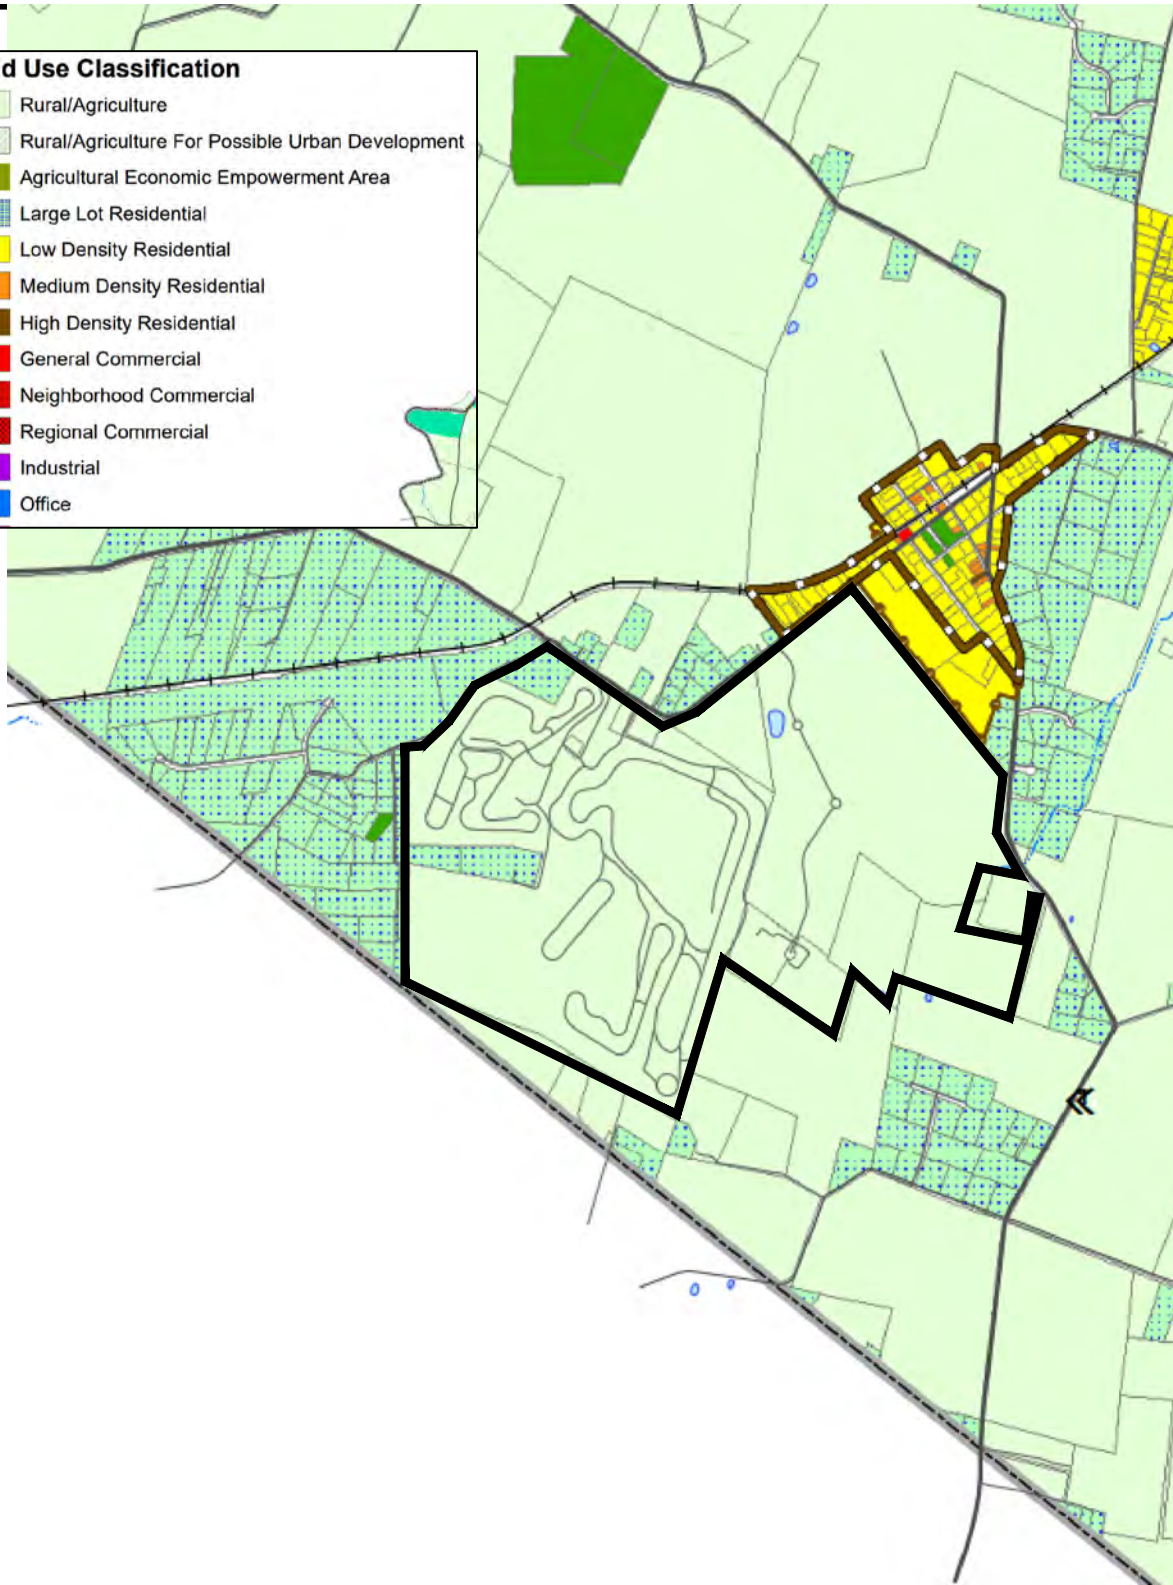 d Use Classification
Rural/Agriculture
Rural/Agriculture For Possible Urban Development
Agricultural Economic Empowerment Area
Large Lot Residential
Low Density Residential
Medium Density Residential
High Density Residential
General Commercial
Neighborhood Commercial
Regional Commercial
Industrial
Office